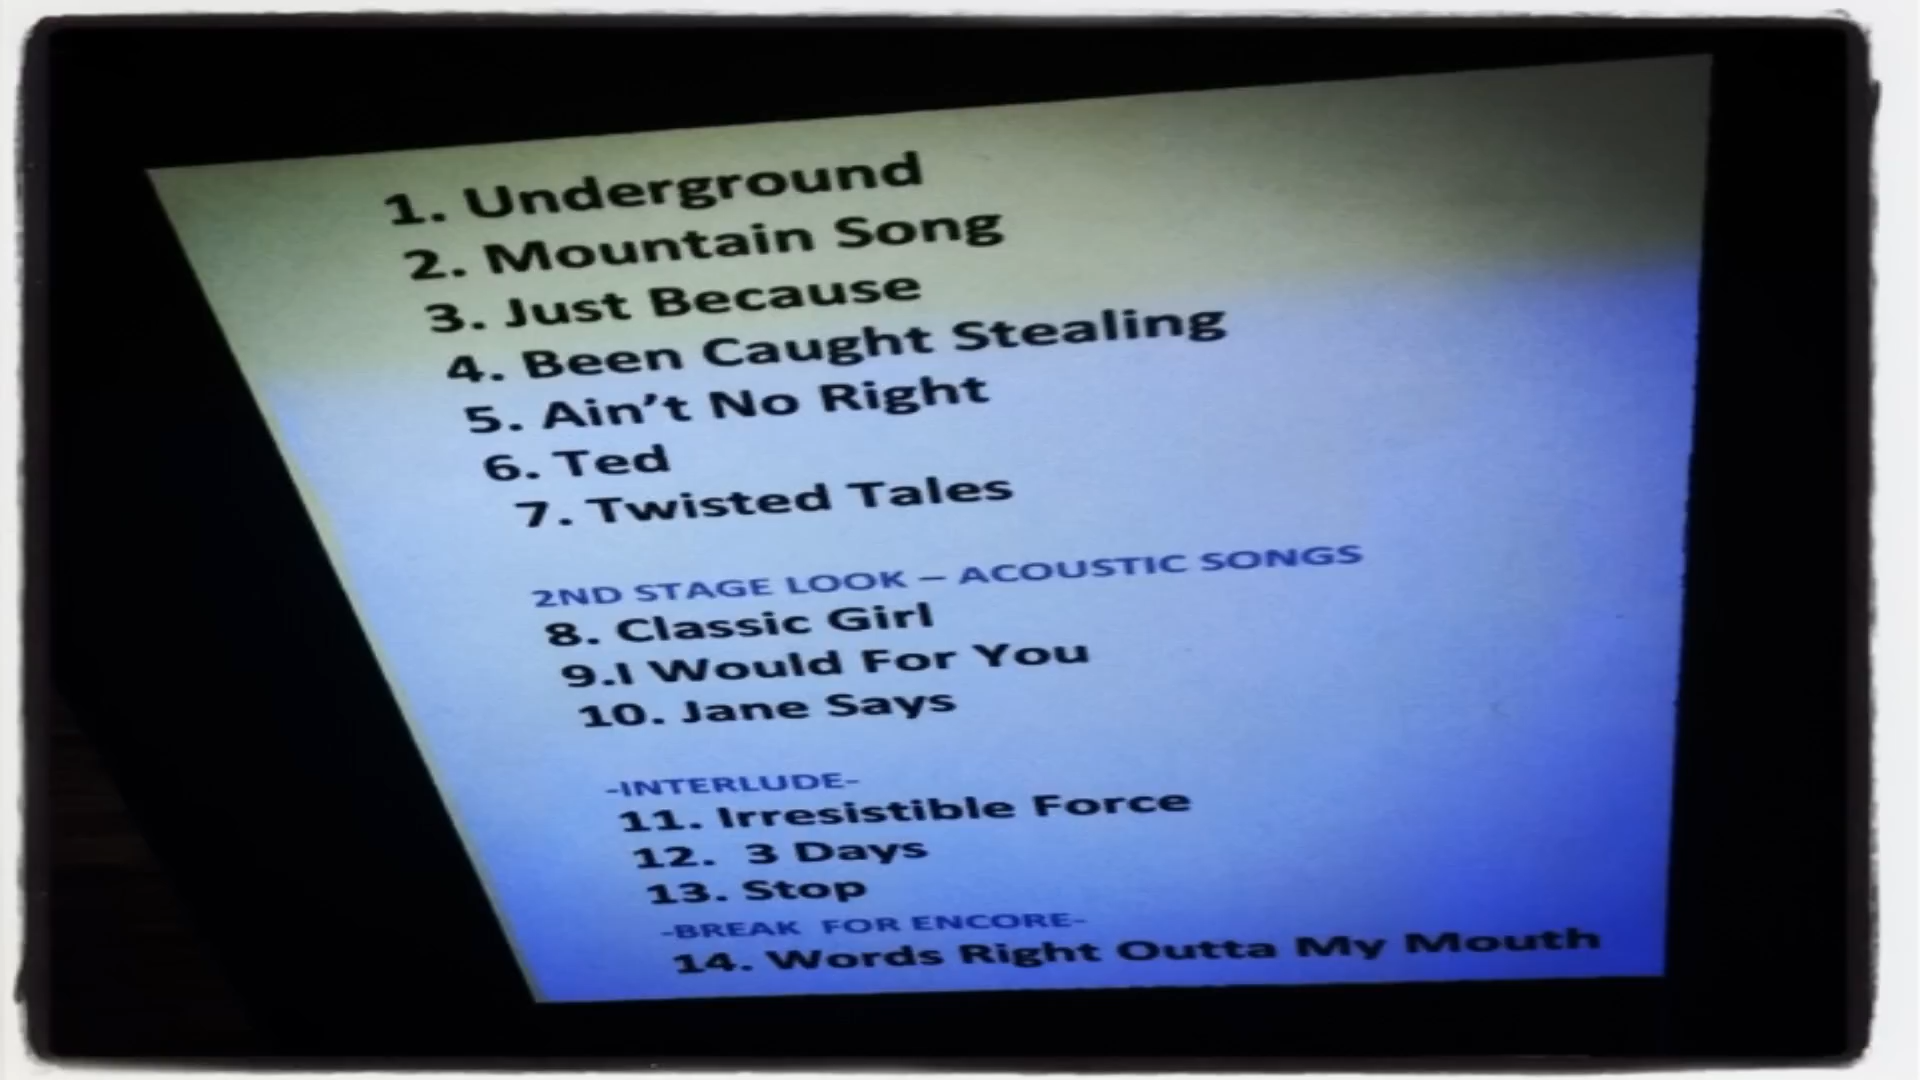 1. Underground
2. Mountain Song
3. Just Because
4. Been Caught Stealing
5. Ain’t No Right
6. Ted
7. Twisted Tales
2ND STAGE LOOK – ACOUSTIC SONGS
8. Classic Girl
9.I Would For You
10. Jane Says
-INTERLUDE-
11. Irresistible Force
12.  3 Days
13. Stop
-BREAK  FOR ENCORE-
14. Words Right Outta My Mouth